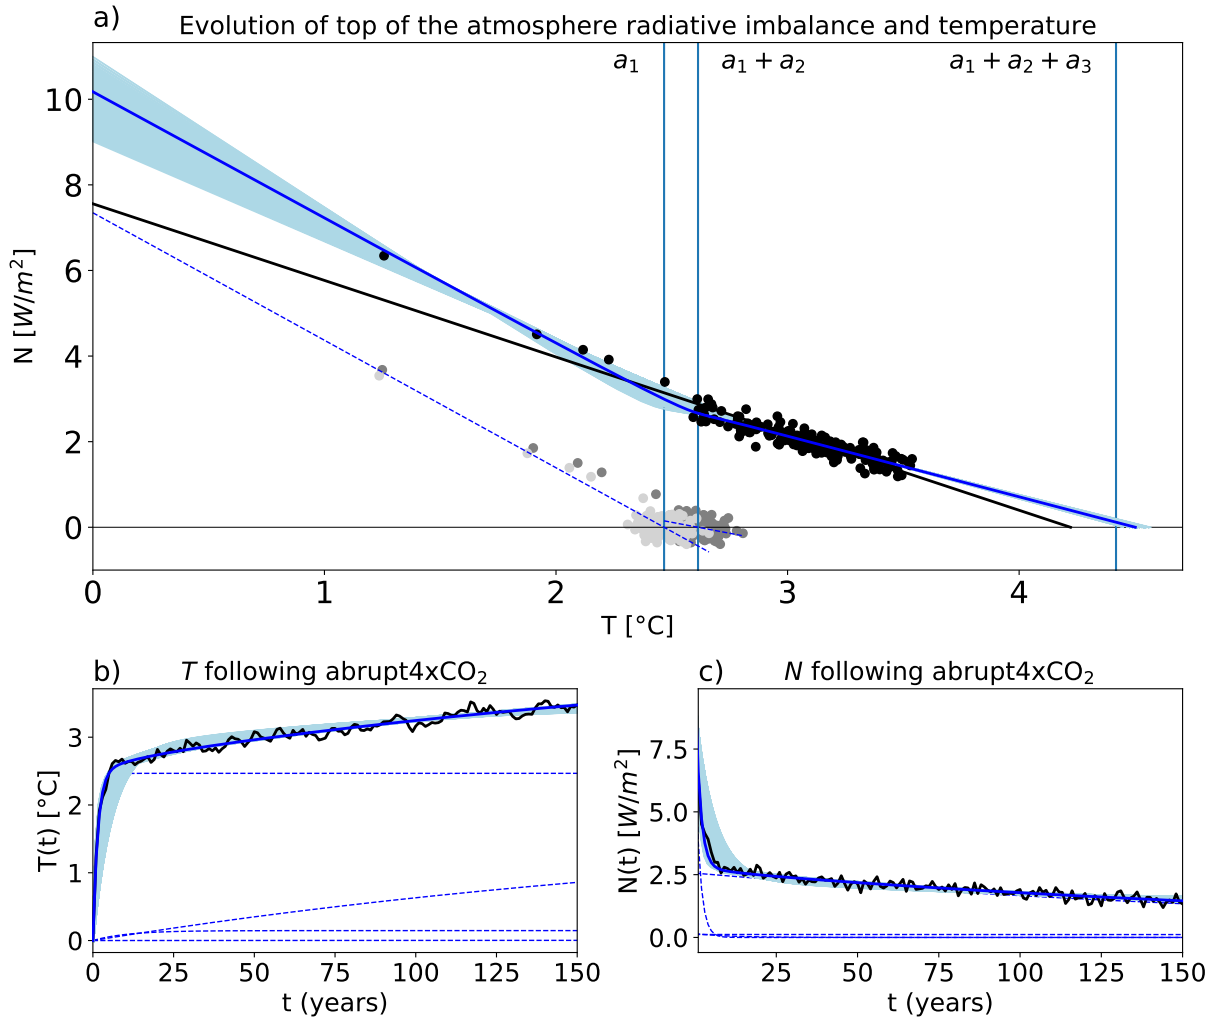 a)
Evolution of top of the atmosphere radiative imbalance and temperature
a₁
a₁ + a₂
a₁ + a₂ + a₃
N [W/m²]
10
8
6
4
2
0
0 1 2 3 4
T [°C]
b)
T following abrupt4xCO₂
T(t) [°C]
3
2
1
0
0 25 50 75 100 125 150
t (years)
c)
N following abrupt4xCO₂
N(t) [W/m²]
7.5
5.0
2.5
0.0
25 50 75 100 125 150
t (years)